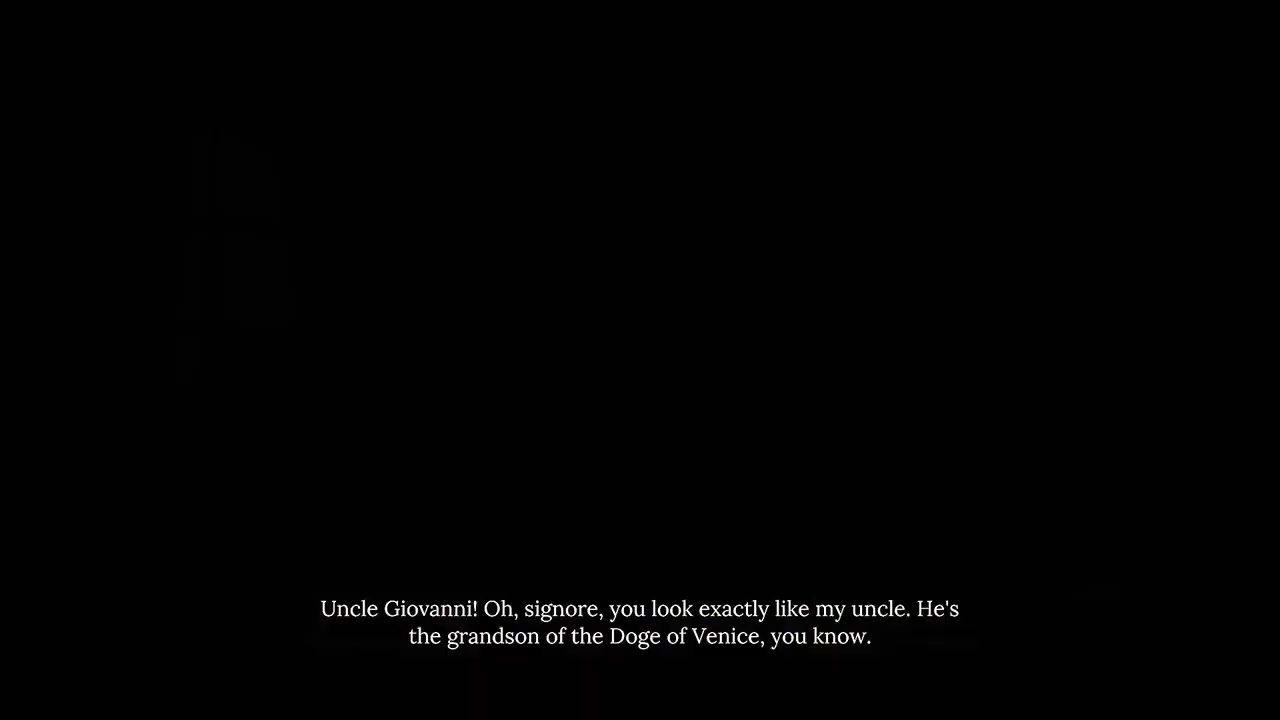 Uncle Giovanni! Oh, signore, you look exactly like my uncle. He's
the grandson of the Doge of Venice, you know.